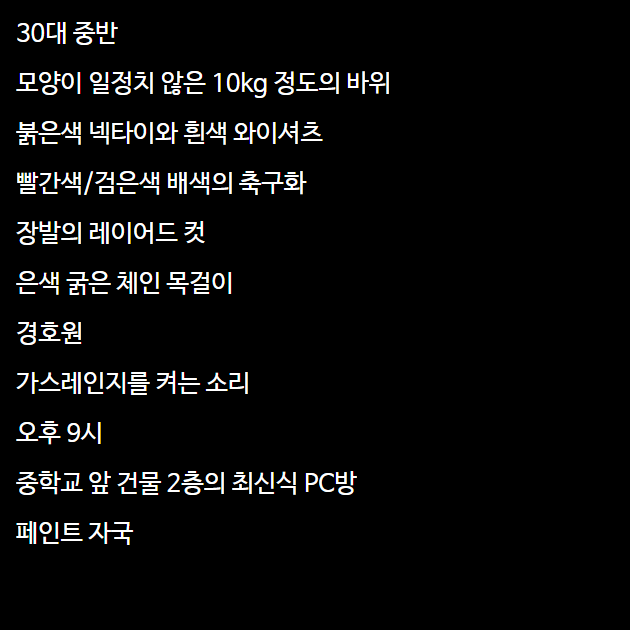 30대 중반
모양이 일정치 않은 10kg 정도의 바위
붉은색 넥타이와 흰색 와이셔츠
빨간색/검은색 배색의 축구화
장발의 레이어드 컷
은색 굵은 체인 목걸이
경호원
가스레인지를 켜는 소리
오후 9시
중학교 앞 건물 2층의 최신식 PC방
페인트 자국